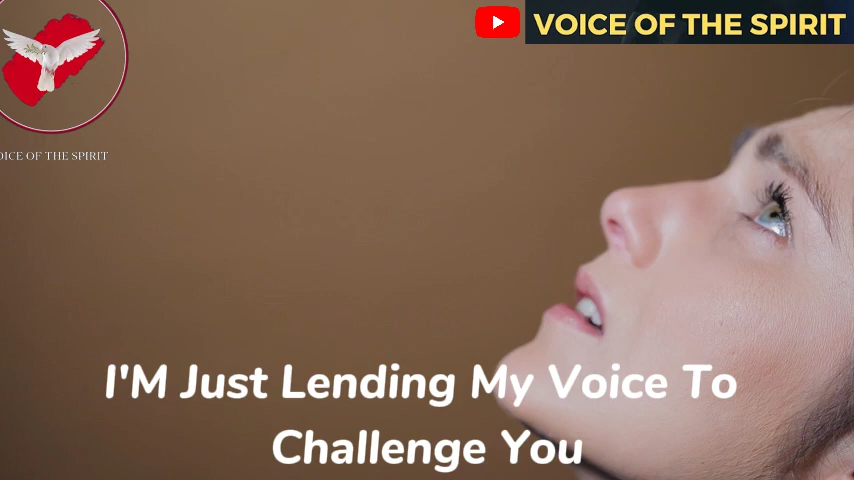 VOICE OF THE SPIRIT
OICE OF THE SPIRIT
I'M Just Lending My Voice To
Challenge You